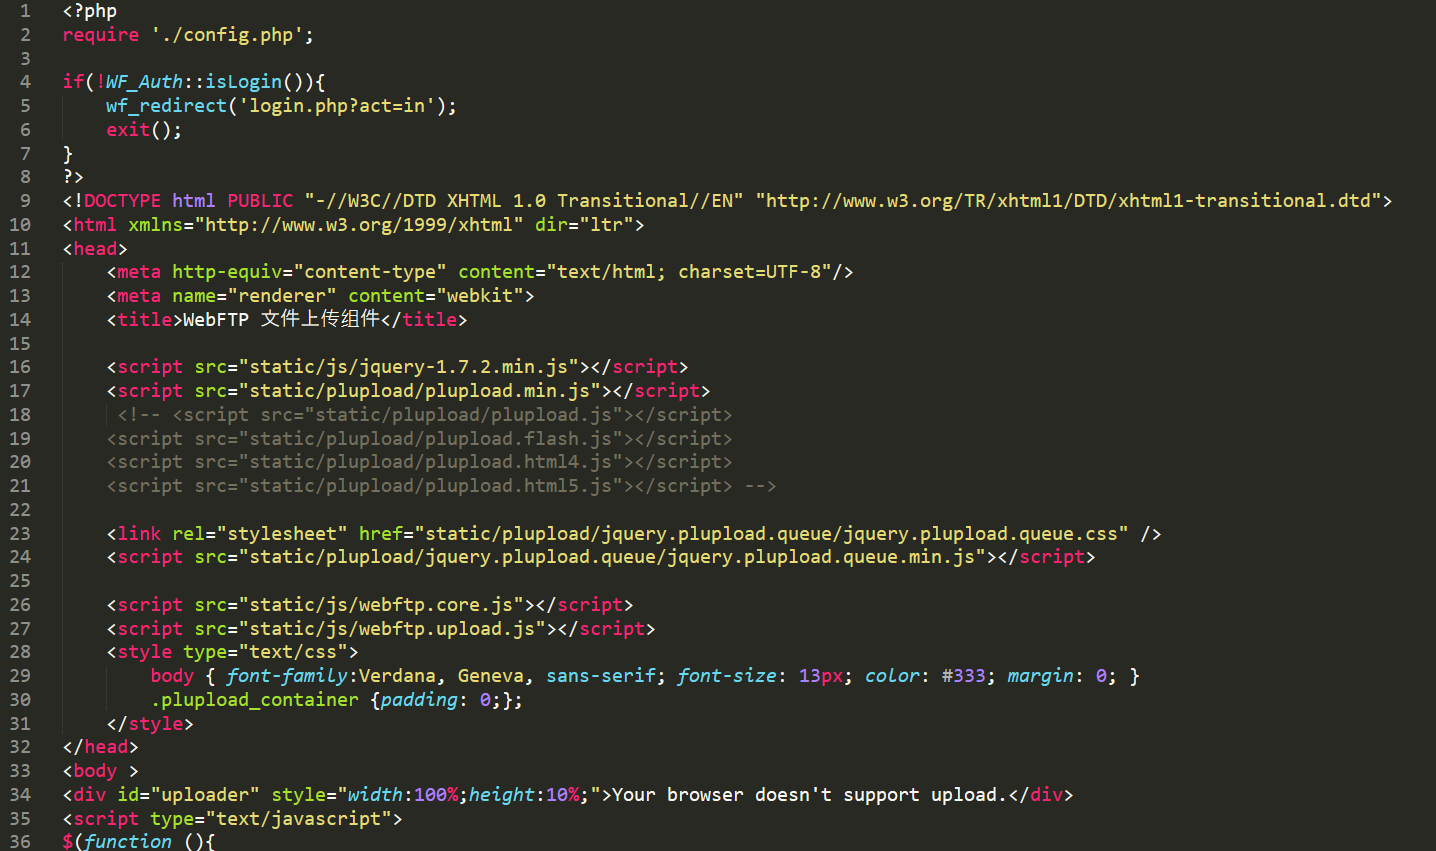 1 <?php
2 require './config.php';
3
4 if(!WF_Auth::isLogin()){
5 wf_redirect('login.php?act=in');
6 exit();
7 }
8 ?>
9 <!DOCTYPE html PUBLIC "-//W3C//DTD XHTML 1.0 Transitional//EN" "http://www.w3.org/TR/xhtml1/DTD/xhtml1-transitional.dtd">
10 <html xmlns="http://www.w3.org/1999/xhtml" dir="ltr">
11 <head>
12 <meta http-equiv="content-type" content="text/html; charset=UTF-8"/>
13 <meta name="renderer" content="webkit">
14 <title>WebFTP 文件上传组件</title>
15
16 <script src="static/js/jquery-1.7.2.min.js"></script>
17 <script src="static/plupload/plupload.min.js"></script>
18 <!-- <script src="static/plupload/plupload.js"></script>
19 <script src="static/plupload/plupload.flash.js"></script>
20 <script src="static/plupload/plupload.html4.js"></script>
21 <script src="static/plupload/plupload.html5.js"></script> -->
22
23 <link rel="stylesheet" href="static/plupload/jquery.plupload.queue/jquery.plupload.queue.css" />
24 <script src="static/plupload/jquery.plupload.queue/jquery.plupload.queue.min.js"></script>
25
26 <script src="static/js/webftp.core.js"></script>
27 <script src="static/js/webftp.upload.js"></script>
28 <style type="text/css">
29 body { font-family:Verdana, Geneva, sans-serif; font-size: 13px; color: #333; margin: 0; }
30 .plupload_container {padding: 0;};
31 </style>
32 </head>
33 <body >
34 <div id="uploader" style="width:100%;height:10%;">Your browser doesn't support upload.</div>
35 <script type="text/javascript">
36 $(function (){